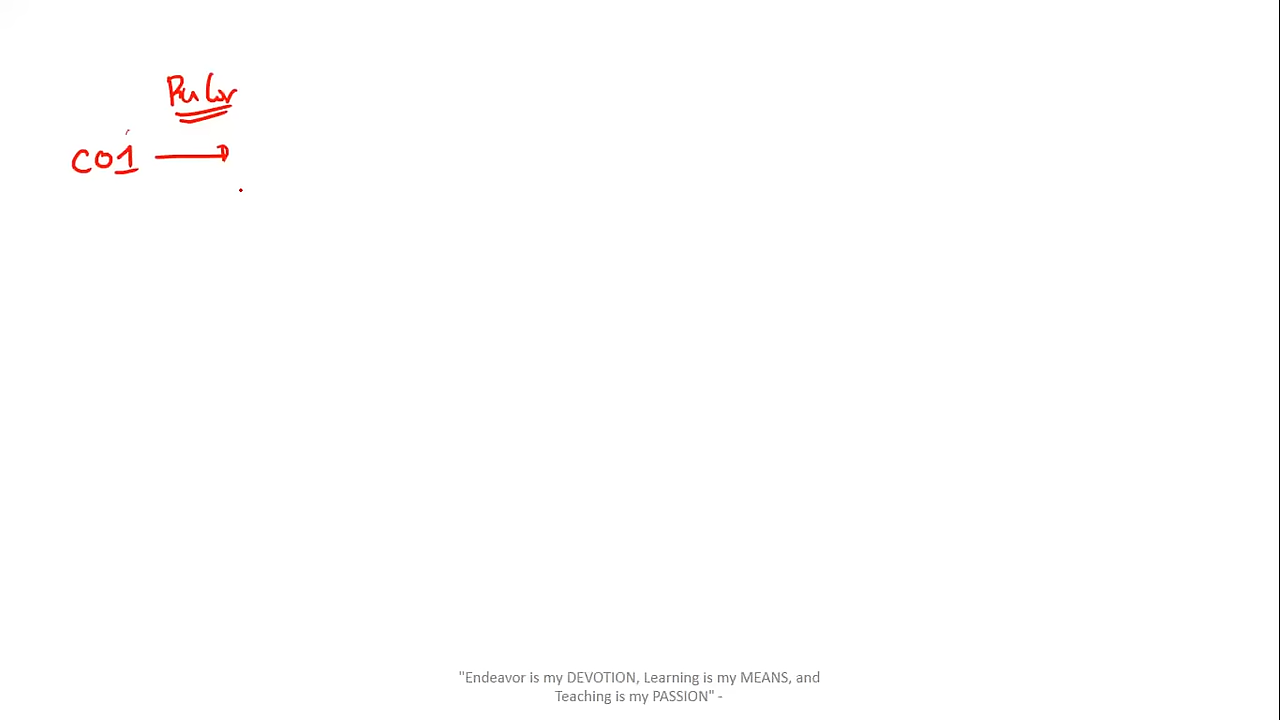 CO1 →
"Endeavor is my DEVOTION, Learning is my MEANS, and
Teaching is my PASSION" -